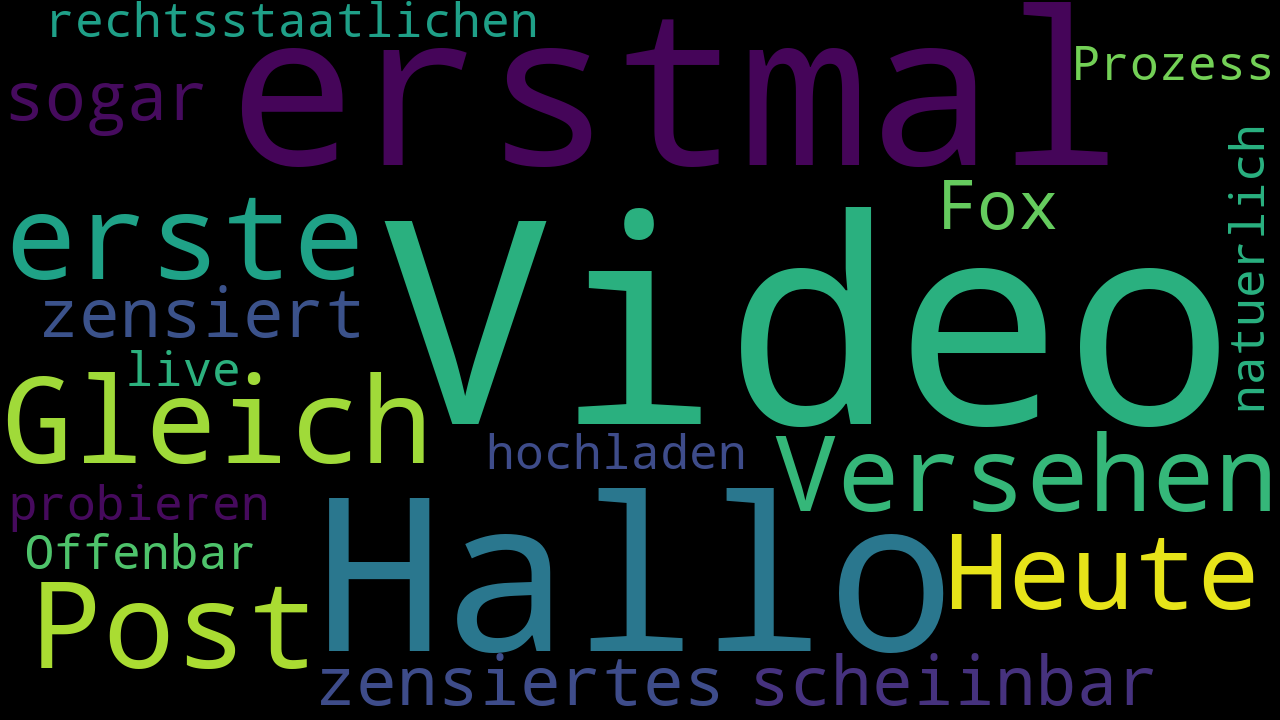 rechtsstaatlichen
erstmal
Prozess
sogar
natuerlich
Fox
erste
Video
zensiert
live
Gleich
hochladen
Versehen
probieren
Hallo
Offenbar
Heute
Post
zensiertes
scheiinbar